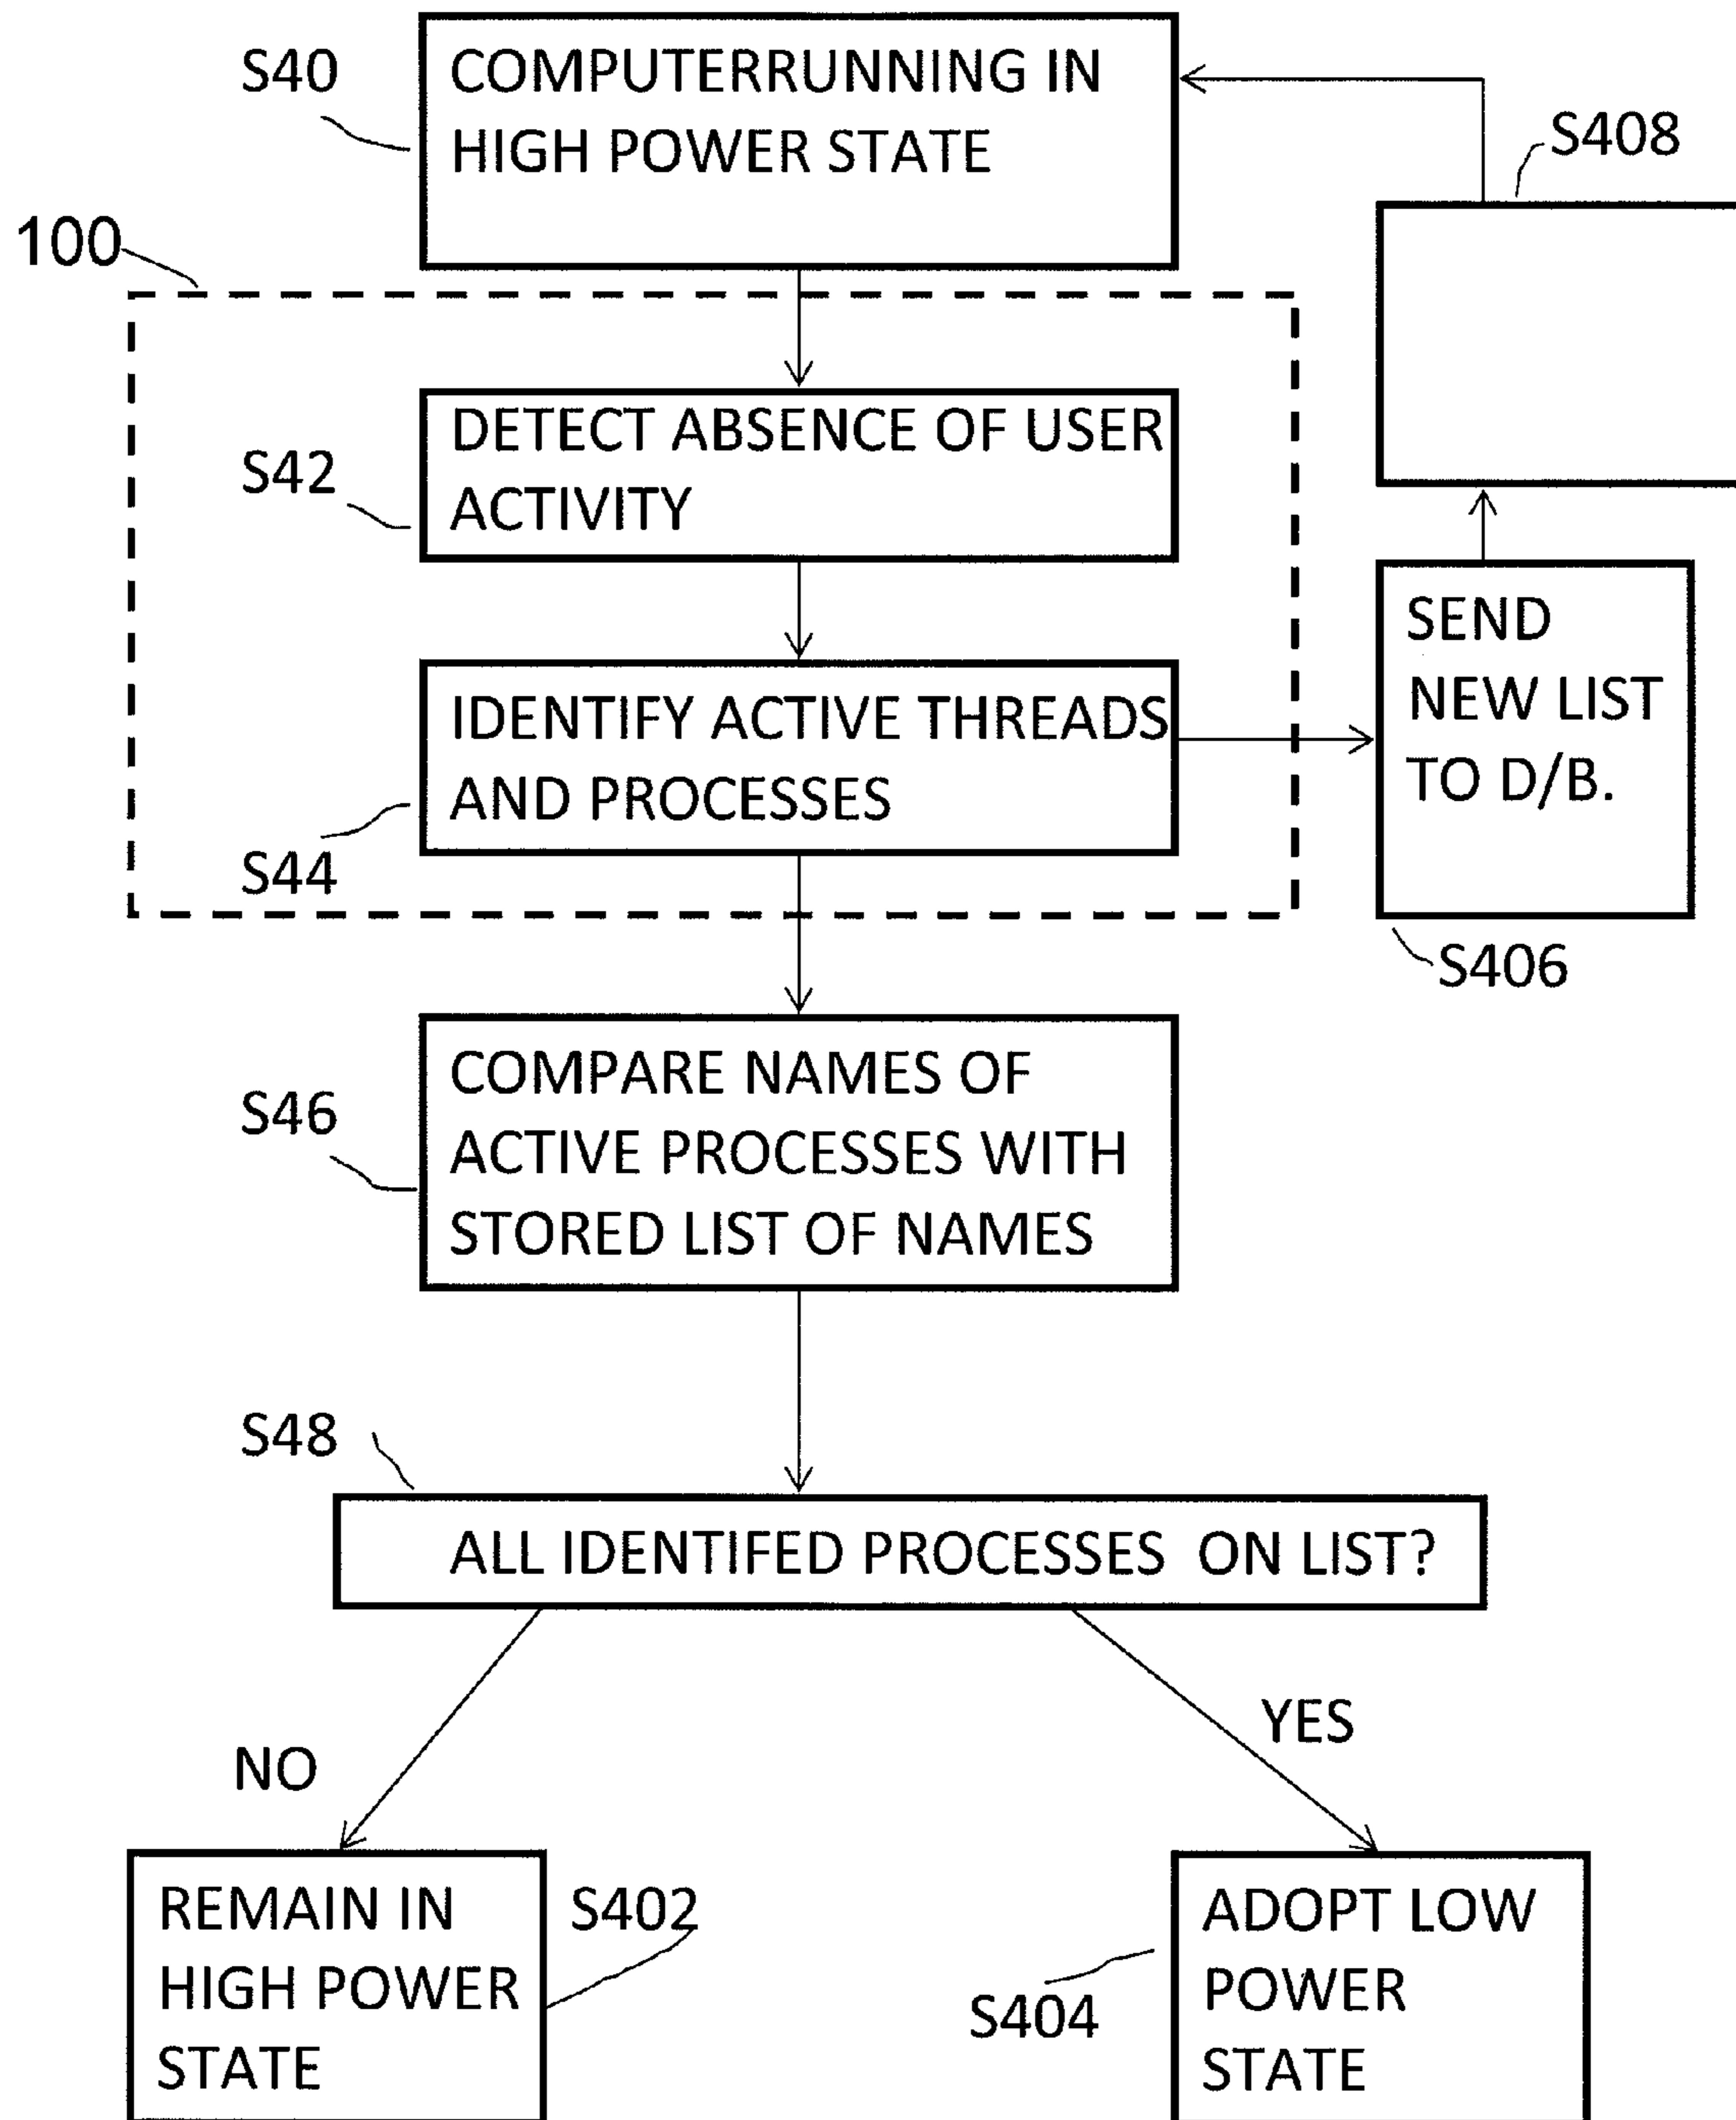 S40
COMPUTERRUNNING IN
HIGH POWER STATE
S408
100
S42
DETECT ABSENCE OF USER
ACTIVITY
S44
IDENTIFY ACTIVE THREADS
AND PROCESSES
SEND
NEW LIST
TO D/B.
S406
S46
COMPARE NAMES OF
ACTIVE PROCESSES WITH
STORED LIST OF NAMES
S48
ALL IDENTIFED PROCESSES ON LIST?
NO
YES
REMAIN IN
HIGH POWER
STATE
S402
S404
ADOPT LOW
POWER
STATE